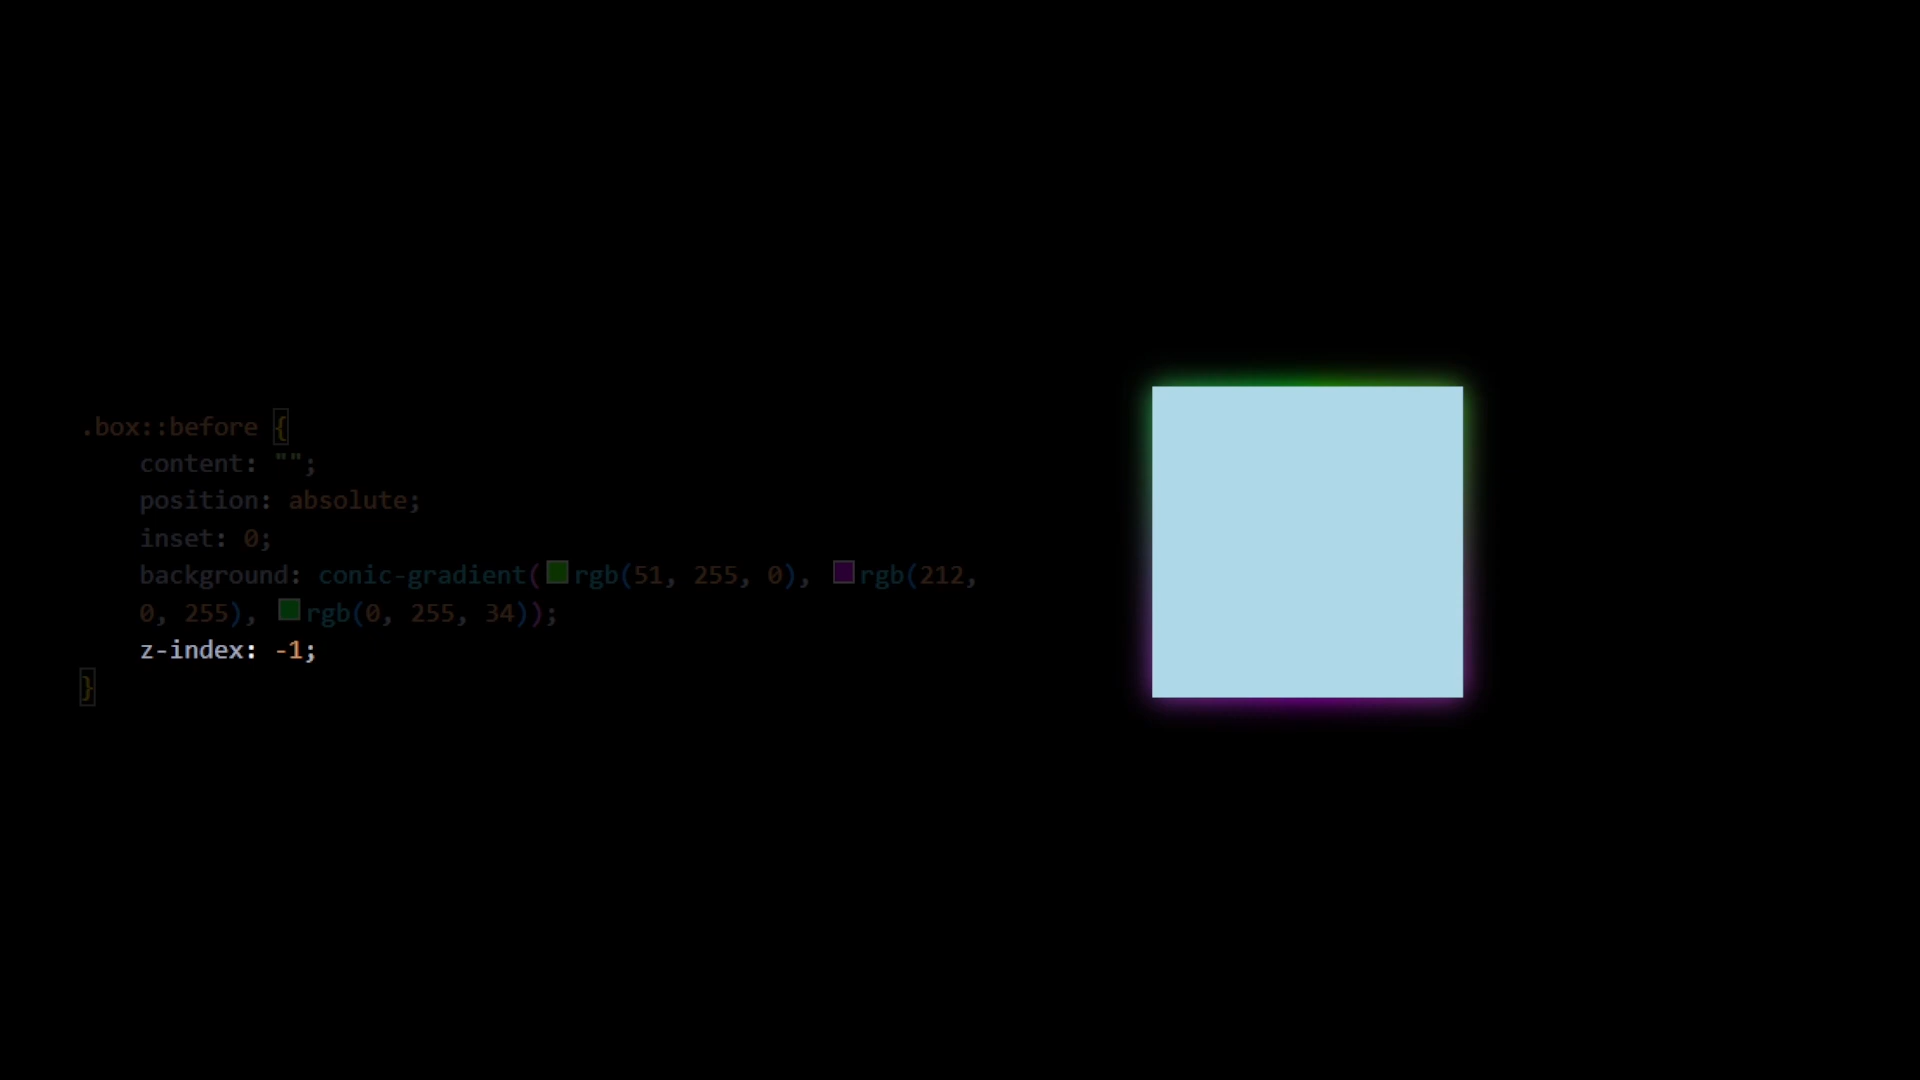 .box::before {
content: "";
position: absolute;
inset: 0;
background: conic-gradient(rgb(51, 255, 0), rgb(212,
0, 255), rgb(0, 255, 34));
z-index: -1;
}